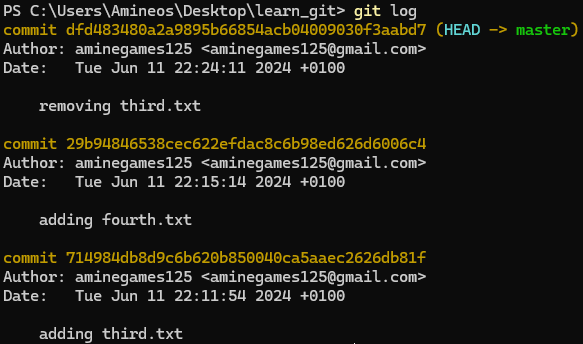 PS C:\Users\Amineos\Desktop\learn_git> git log
commit dfd483480a2a9895b66854acb04009030f3aabd7 (HEAD -> master)
Author: aminegames125 <aminegames125@gmail.com>
Date:   Tue Jun 11 22:24:11 2024 +0100
    removing third.txt
commit 29b94846538cec622efdac8c6b98ed626d6006c4
Author: aminegames125 <aminegames125@gmail.com>
Date:   Tue Jun 11 22:15:14 2024 +0100
    adding fourth.txt
commit 714984db8d9c6b620b850040ca5aaec2626db81f
Author: aminegames125 <aminegames125@gmail.com>
Date:   Tue Jun 11 22:11:54 2024 +0100
    adding third.txt